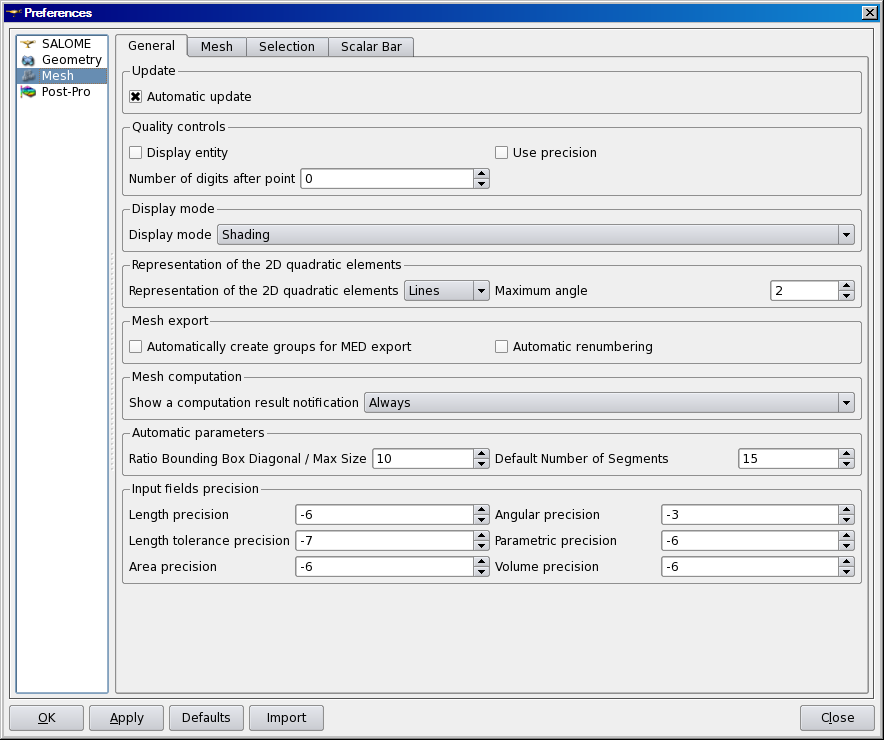 Preferences
SALOME
Geometry
Mesh
Post-Pro
General Mesh Selection Scalar Bar
Update
Automatic update
Quality controls
Display entity Use precision
Number of digits after point 0
Display mode
Display mode Shading
Representation of the 2D quadratic elements
Representation of the 2D quadratic elements Lines Maximum angle 2
Mesh export
Automatically create groups for MED export Automatic renumbering
Mesh computation
Show a computation result notification Always
Automatic parameters
Ratio Bounding Box Diagonal / Max Size 10 Default Number of Segments 15
Input fields precision
Length precision -6 Angular precision -3
Length tolerance precision -7 Parametric precision -6
Area precision -6 Volume precision -6
OK Apply Defaults Import Close